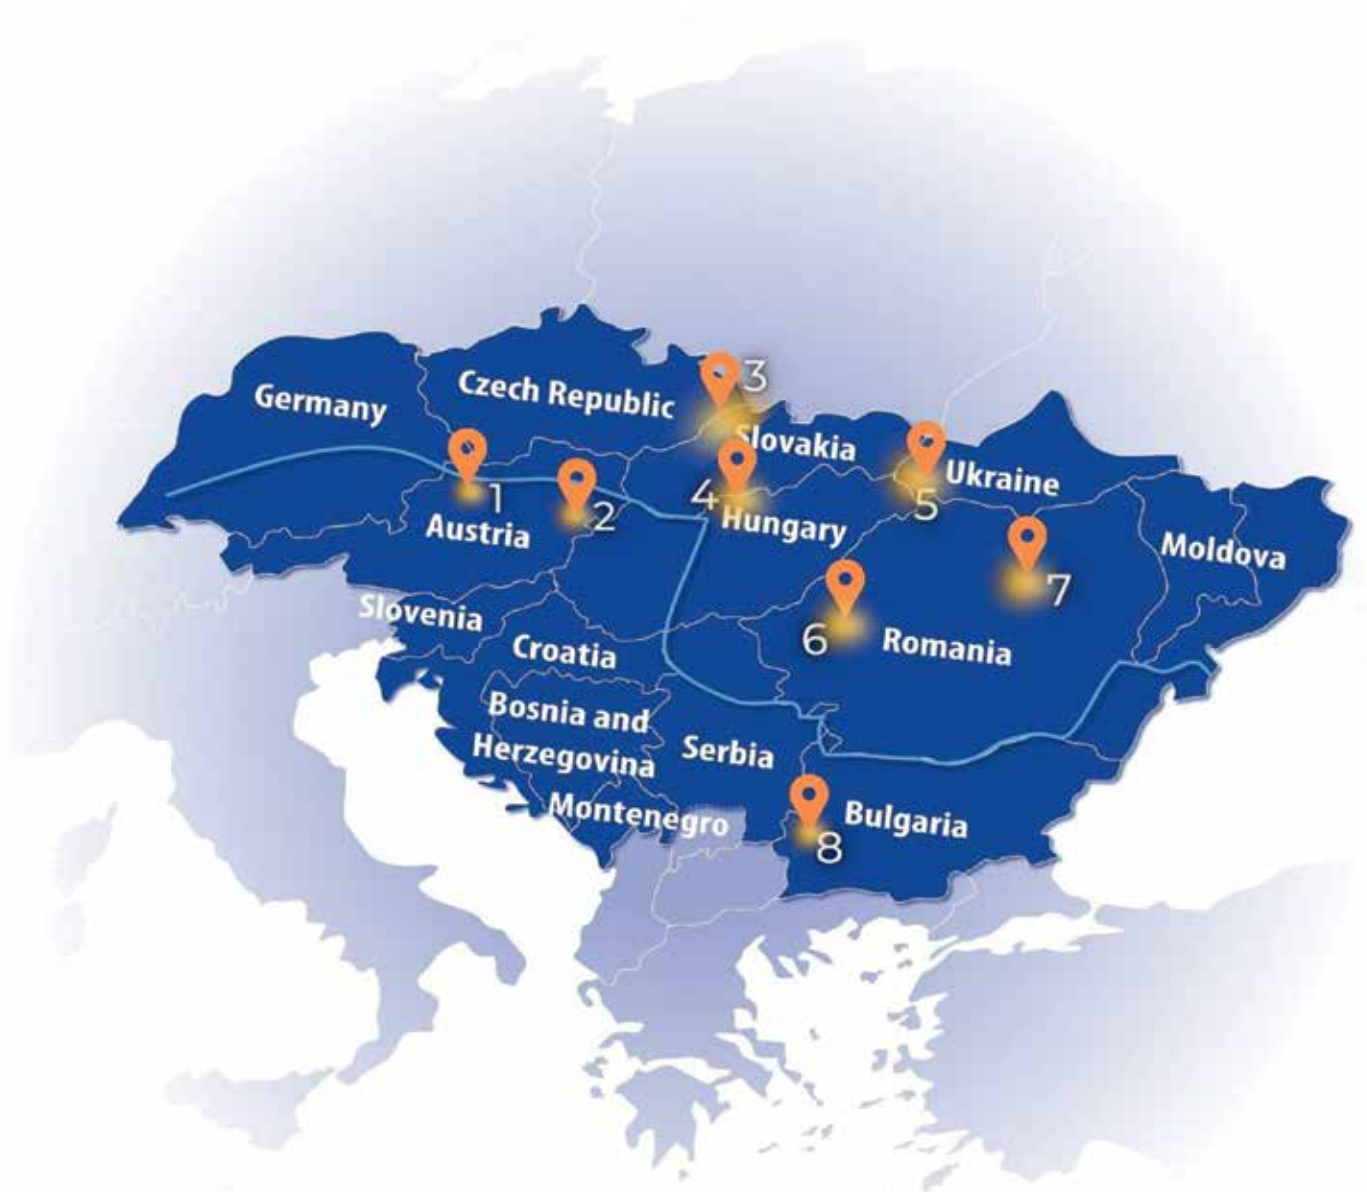 Germany
Czech Republic
3
Slovakia
Ukraine
1
2
4
5
Austria
Hungary
Moldova
7
Slovenia
6
Romania
Croatia
Bosnia and
Herzegovina
Serbia
Montenegro
Bulgaria
8